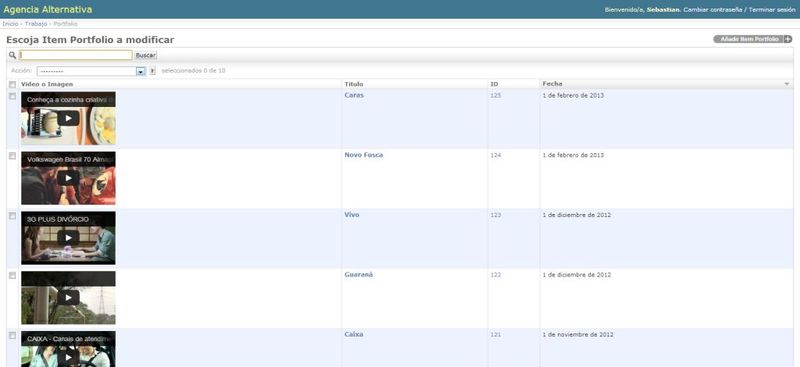 Agencia Alternativa
Bienvenido/a, Sebastian. Cambiar contraseña / Terminar sesión
Inicio › Trabajo › Portfolio
Escoja Item Portfolio a modificar
Añadir Item Portfolio +
Buscar
Acción: --------- Ir seleccionados 0 de 10
Video o Imagen Título ID Fecha
Conheça a cozinha criativa
Caras 125 1 de febrero de 2013
Volkswagen Brasil 70
Novo Fusca 124 1 de febrero de 2013
3G PLUS DIVÓRCIO
Vivo 123 1 de diciembre de 2012
Guaraná 122 1 de diciembre de 2012
CAIXA - Canais de atendime
Caixa 121 1 de noviembre de 2012